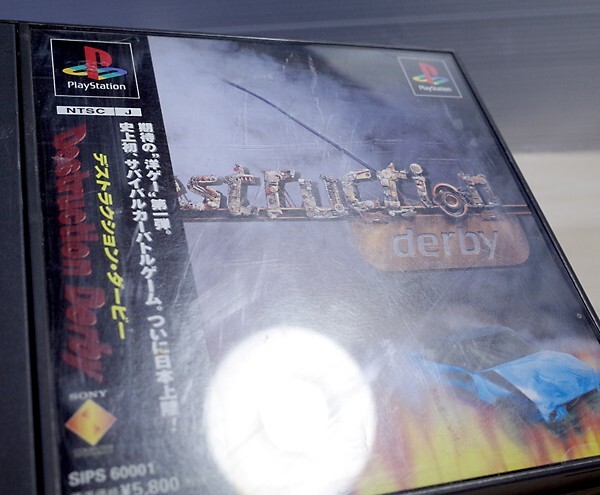 PlayStation
NTSC J
期待の"洋ゲー"第一弾。
史上初、サバイバルカーバトルゲーム。ついに日本上陸!
デストラクション・ダービー
Destruction Derby
SONY
SIPS 60001
¥5,800
PlayStation
struction
derby